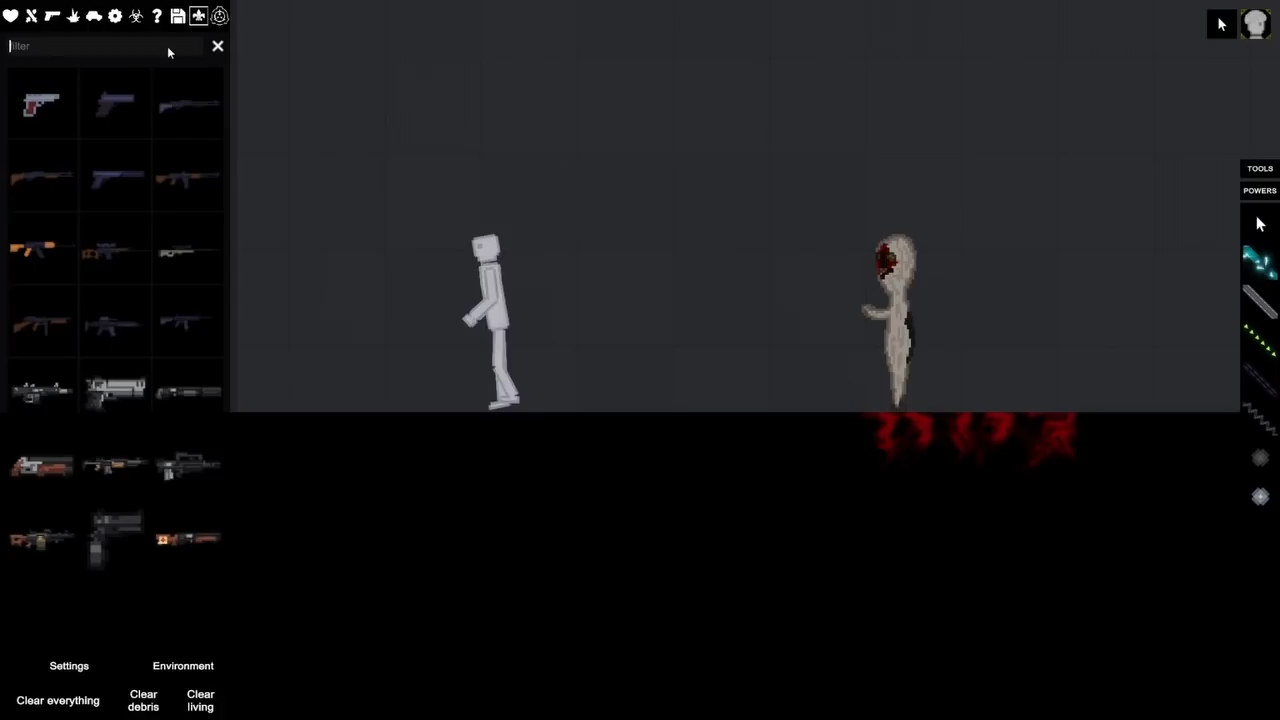 filter
TOOLS
POWERS
Settings
Environment
Clear everything
Clear
debris
Clear
living